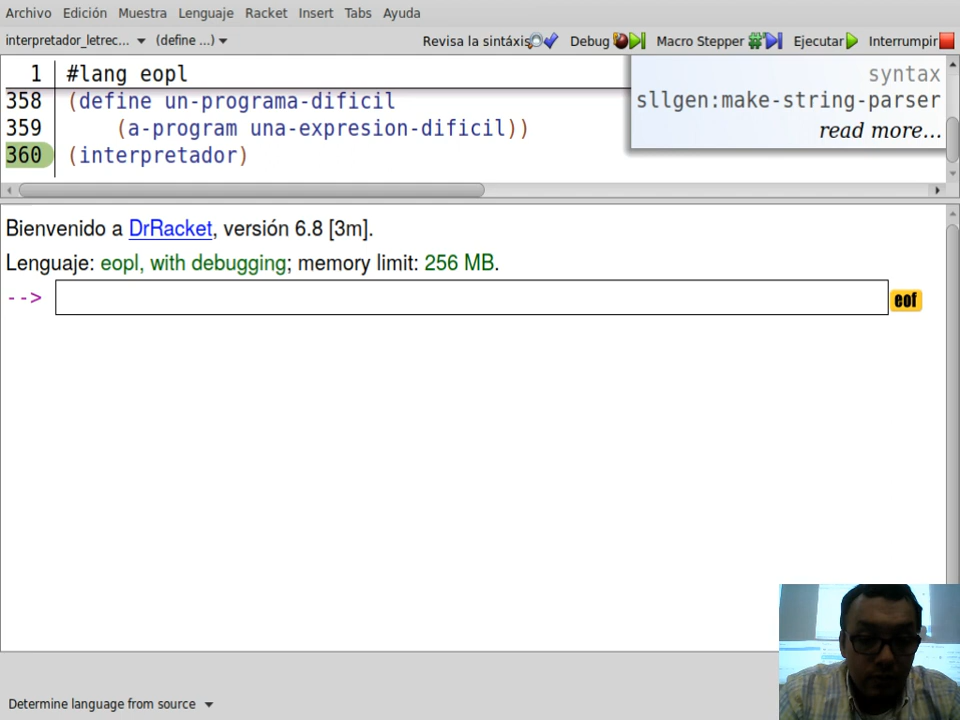 Archivo Edición Muestra Lenguaje Racket Insert Tabs Ayuda
interpretador_letrec... (define ...) Revisa la sintáxis Debug Macro Stepper Ejecutar Interrumpir
1 #lang eopl
358 (define un-programa-dificil
359 (a-program una-expresion-dificil))
360 (interpretador)
syntax
sllgen:make-string-parser
read more...
Bienvenido a DrRacket, versión 6.8 [3m].
Lenguaje: eopl, with debugging; memory limit: 256 MB.
-->
eof
Determine language from source